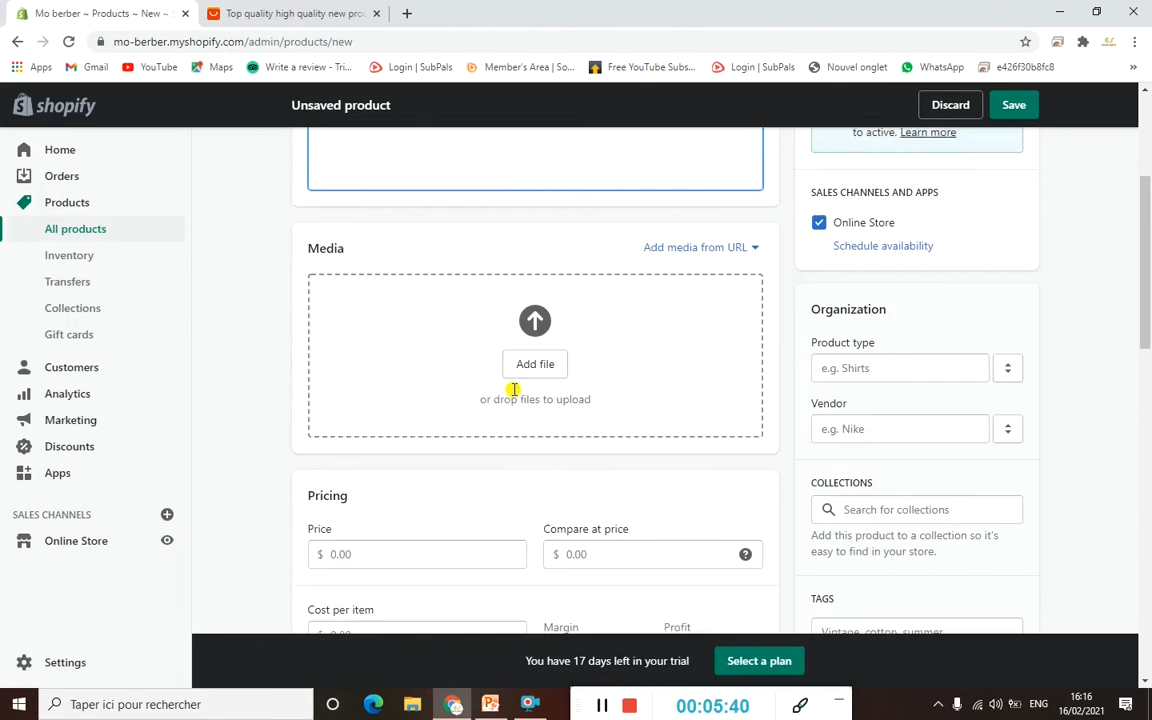 Mo berber ~ Products ~ New ~
Top quality high quality new pro
mo-berber.myshopify.com/admin/products/new
Apps
Gmail
YouTube
Maps
Write a review - Tri...
Login | SubPals
Member's Area | So...
Free YouTube Subs...
Login | SubPals
Nouvel onglet
WhatsApp
e426f30b8fc8
shopify
Unsaved product
Discard
Save
Home
Orders
Products
All products
Inventory
Transfers
Collections
Gift cards
Customers
Analytics
Marketing
Discounts
Apps
SALES CHANNELS
Online Store
Settings
Media
Add media from URL
Add file
or drop files to upload
Pricing
Price
Compare at price
$ 0.00
$ 0.00
Cost per item
Margin
Profit
to active. Learn more
SALES CHANNELS AND APPS
Online Store
Schedule availability
Organization
Product type
e.g. Shirts
Vendor
e.g. Nike
COLLECTIONS
Search for collections
Add this product to a collection so it's
easy to find in your store.
TAGS
Vintage, cotton, summer
You have 17 days left in your trial
Select a plan
Taper ici pour rechercher
00:05:40
ENG
16:16
16/02/2021